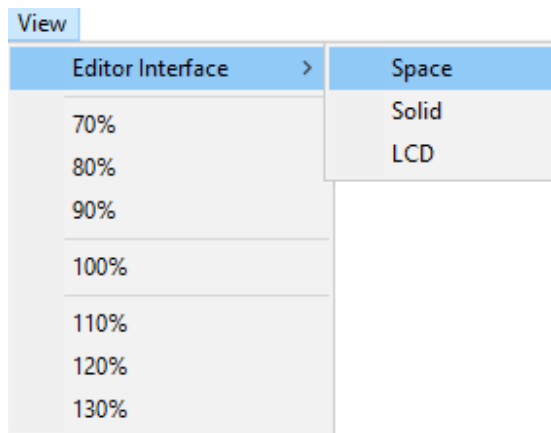 View
Editor Interface
Space
Solid
LCD
70%
80%
90%
100%
110%
120%
130%